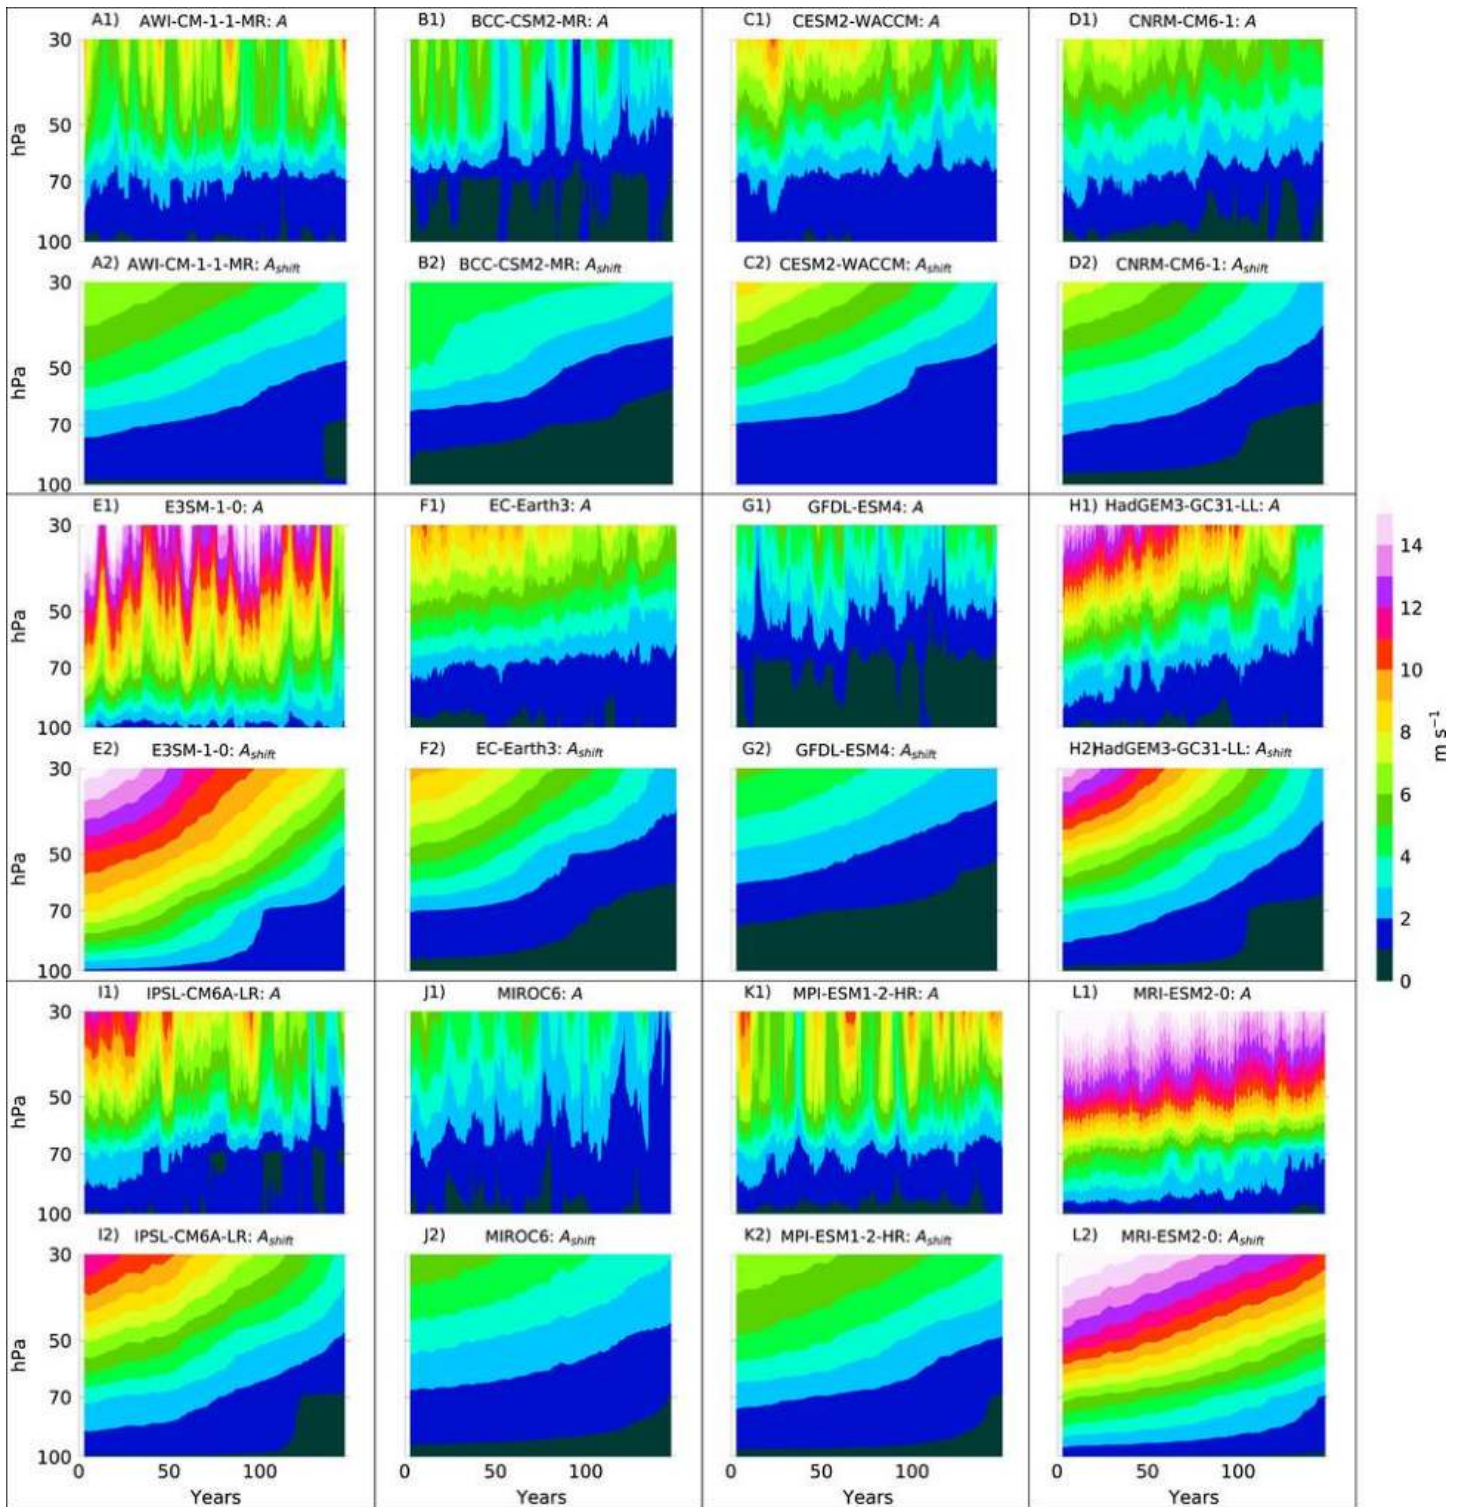 A1) AWI-CM-1-1-MR: A
B1) BCC-CSM2-MR: A
C1) CESM2-WACCM: A
D1) CNRM-CM6-1: A
30
50
70
100
hPa
A2) AWI-CM-1-1-MR: Ashift
B2) BCC-CSM2-MR: Ashift
C2) CESM2-WACCM: Ashift
D2) CNRM-CM6-1: Ashift
30
50
70
100
hPa
E1) E3SM-1-0: A
F1) EC-Earth3: A
G1) GFDL-ESM4: A
H1) HadGEM3-GC31-LL: A
30
50
70
100
hPa
E2) E3SM-1-0: Ashift
F2) EC-Earth3: Ashift
G2) GFDL-ESM4: Ashift
H2)HadGEM3-GC31-LL: Ashift
30
50
70
100
hPa
14
12
10
8
6
4
2
0
m s⁻¹
I1) IPSL-CM6A-LR: A
J1) MIROC6: A
K1) MPI-ESM1-2-HR: A
L1) MRI-ESM2-0: A
30
50
70
100
hPa
I2) IPSL-CM6A-LR: Ashift
J2) MIROC6: Ashift
K2) MPI-ESM1-2-HR: Ashift
L2) MRI-ESM2-0: Ashift
30
50
70
100
hPa
0 50 100
0 50 100
0 50 100
0 50 100
Years
Years
Years
Years